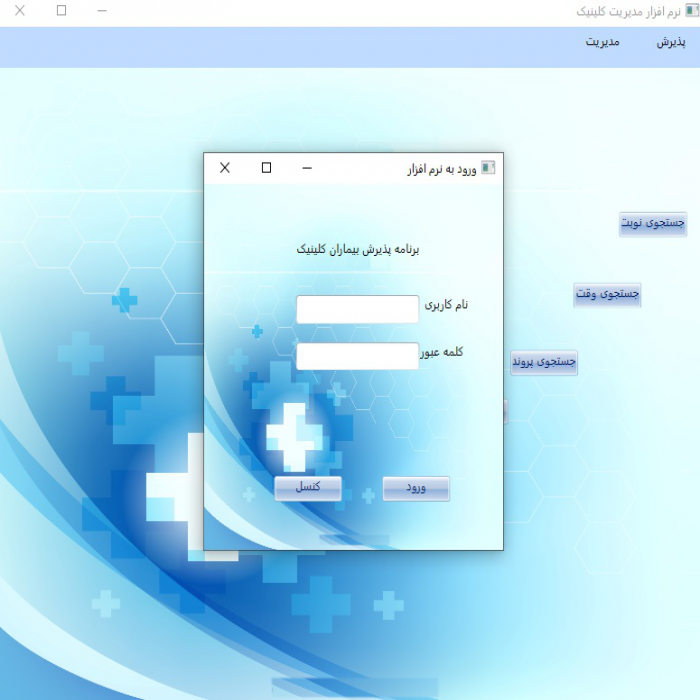 نرم افزار مدیریت کلینیک
پذیرش
مدیریت
ورود به نرم افزار
جستجوی نوبت
برنامه پذیرش بیماران کلینیک
جستجوی وقت
نام کاربری
کلمه عبور
جستجوی پروند
ورود
کنسل